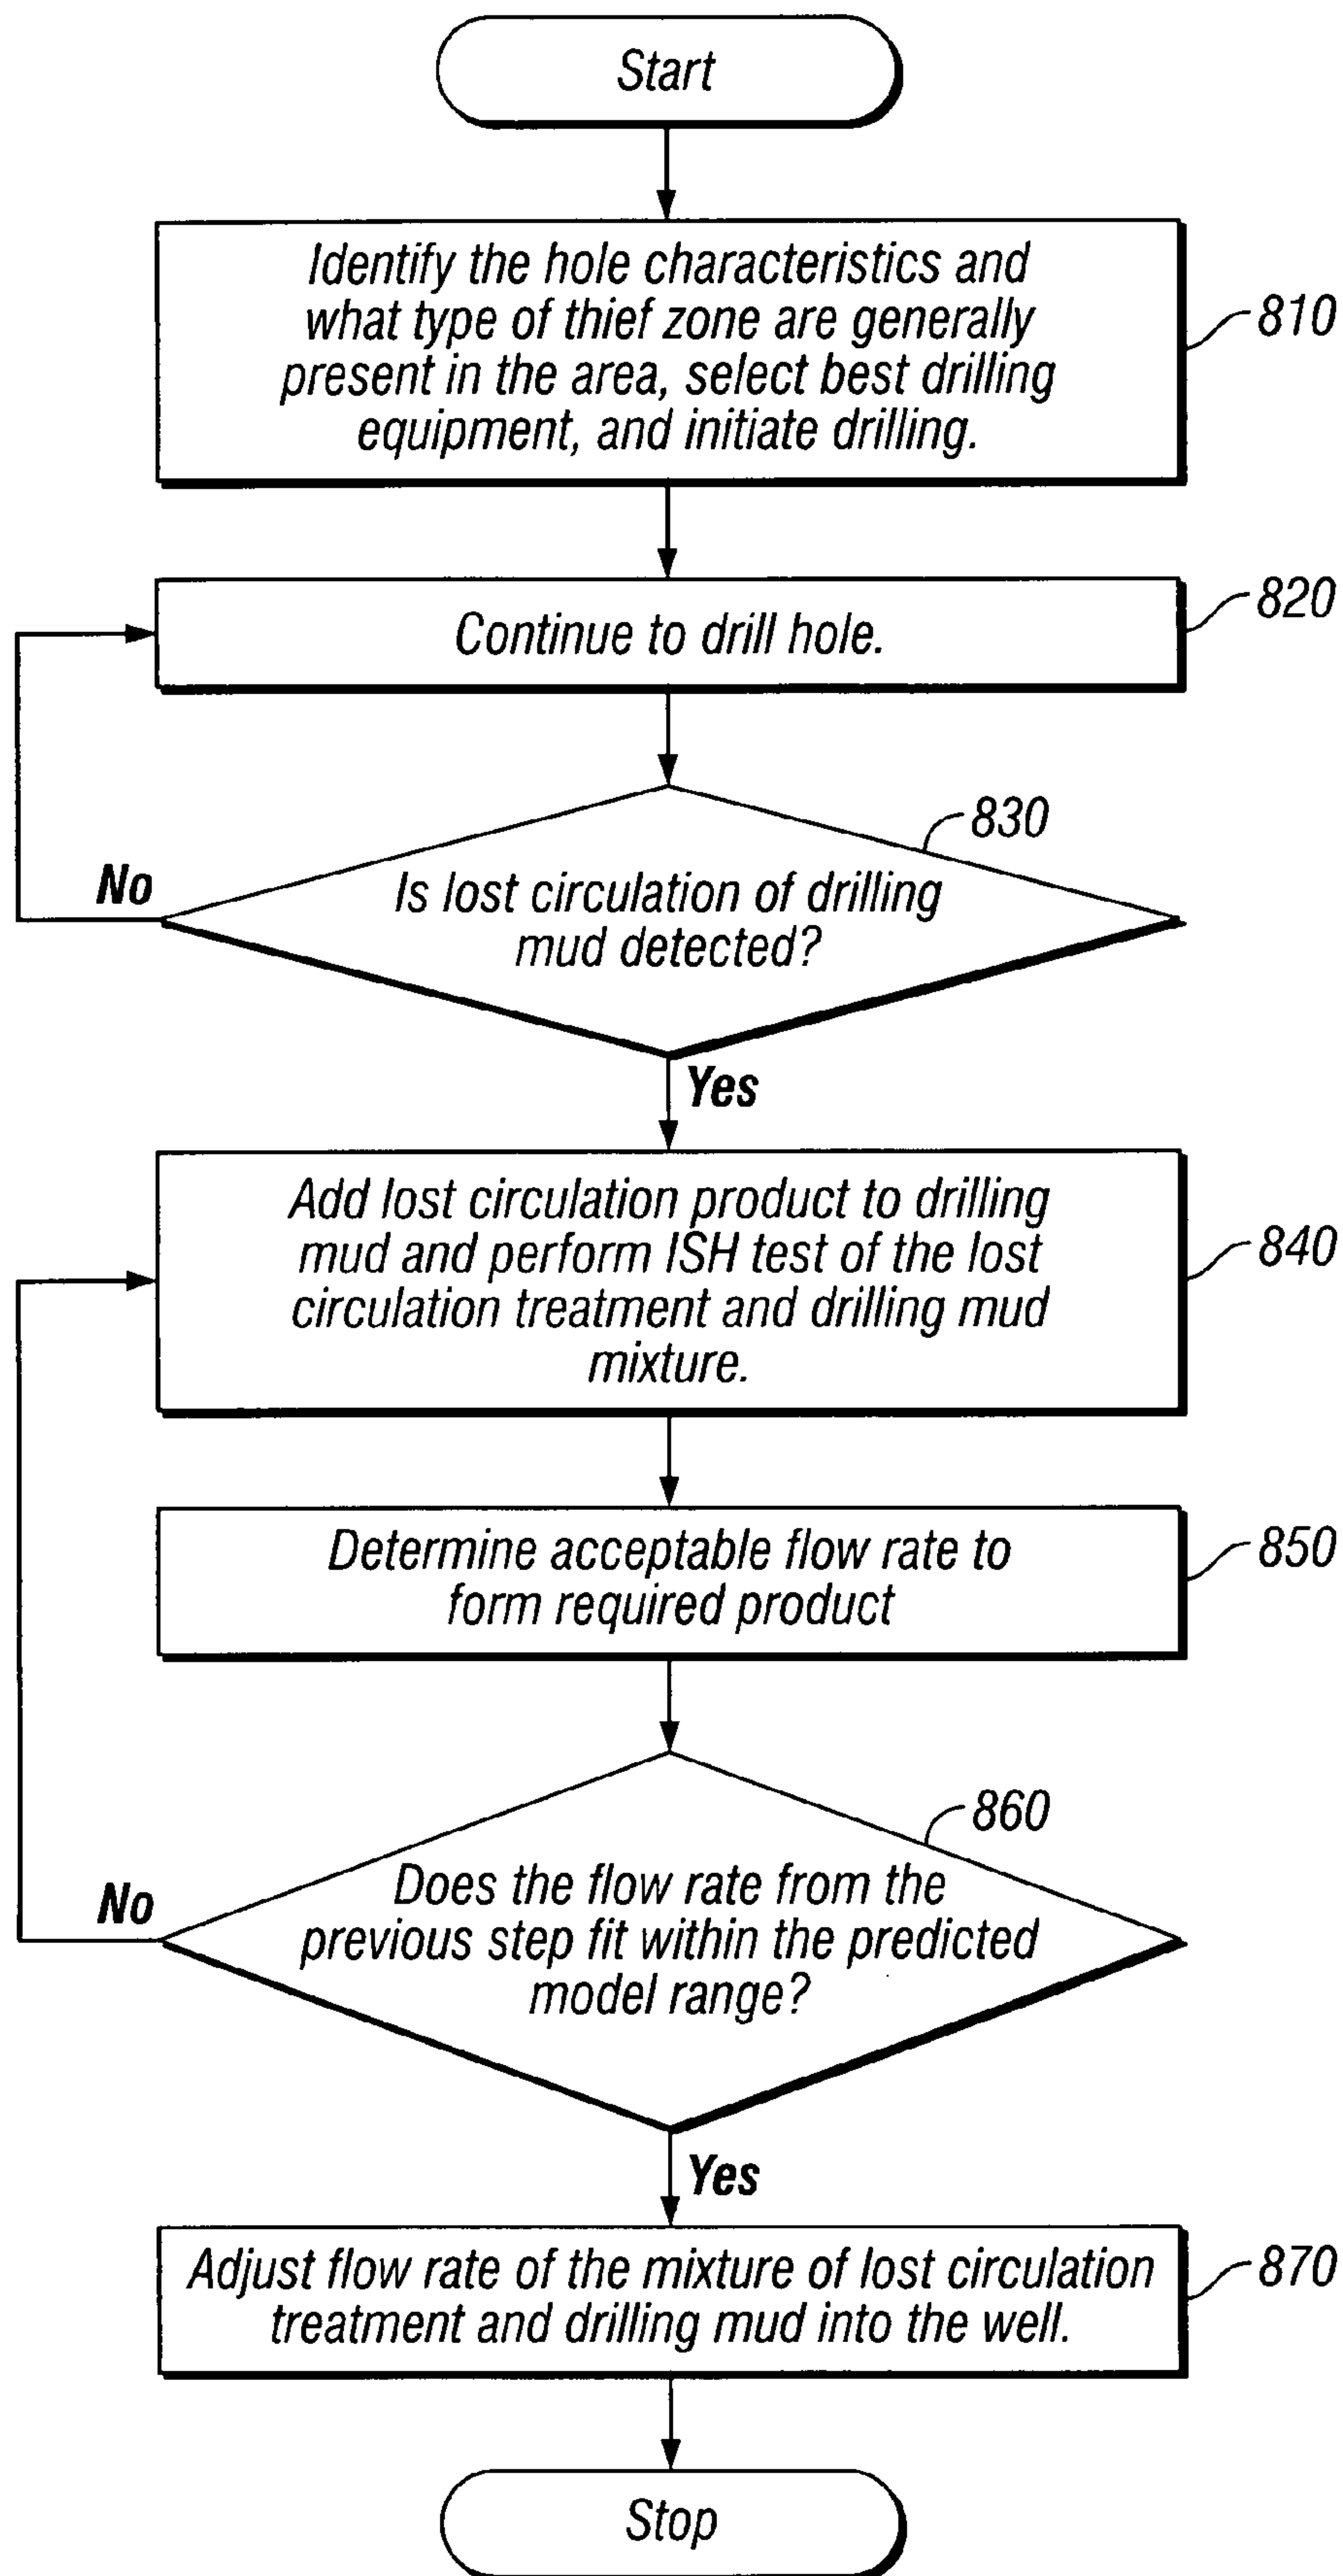 Start
Identify the hole characteristics and
what type of thief zone are generally
present in the area, select best drilling
equipment, and initiate drilling.
810
Continue to drill hole.
820
830
Is lost circulation of drilling
mud detected?
No
Yes
Add lost circulation product to drilling
mud and perform ISH test of the lost
circulation treatment and drilling mud
mixture.
840
Determine acceptable flow rate to
form required product
850
860
Does the flow rate from the
previous step fit within the predicted
model range?
No
Yes
Adjust flow rate of the mixture of lost circulation
treatment and drilling mud into the well.
870
Stop